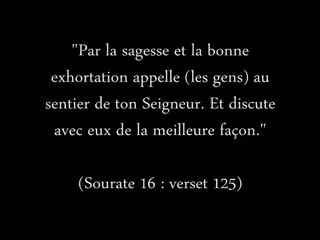 "Par la sagesse et la bonne
exhortation appelle (les gens) au
sentier de ton Seigneur. Et discute
avec eux de la meilleure façon."
(Sourate 16 : verset 125)